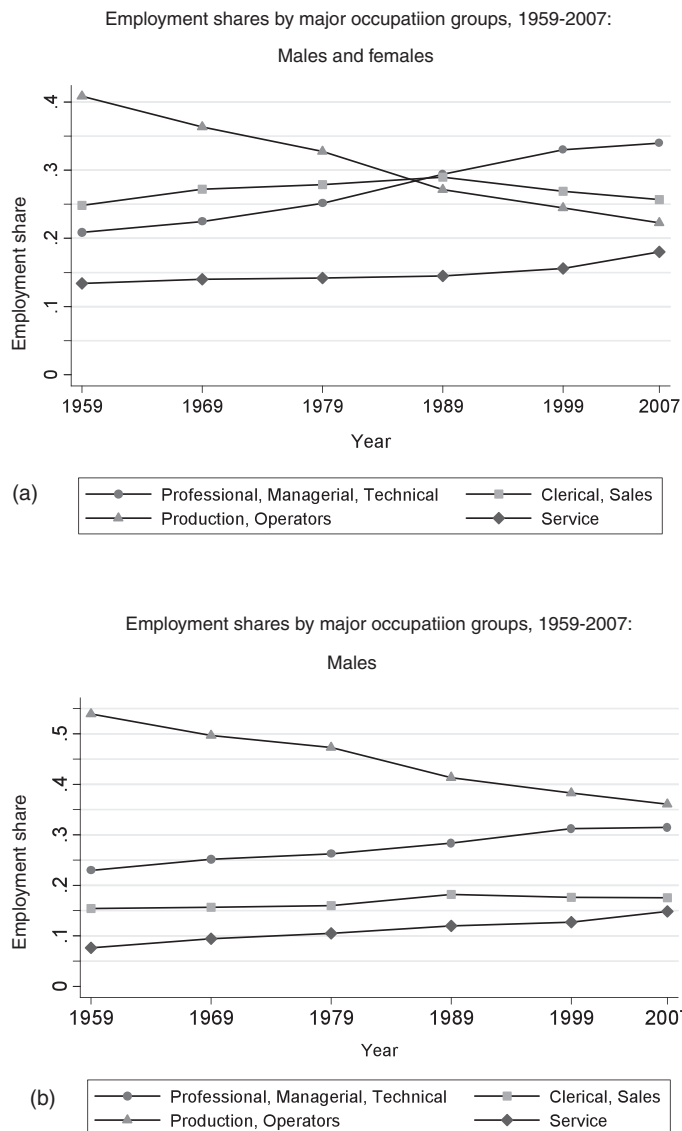 Employment shares by major occupatiion groups, 1959-2007:
Males and females
.4
.3
.2
.1
0
Employment share
1959 1969 1979 1989 1999 2007
Year
(a)
Professional, Managerial, Technical Clerical, Sales
Production, Operators Service
Employment shares by major occupatiion groups, 1959-2007:
Males
.5
.4
.3
.2
.1
0
Employment share
1959 1969 1979 1989 1999 2007
Year
(b)
Professional, Managerial, Technical Clerical, Sales
Production, Operators Service